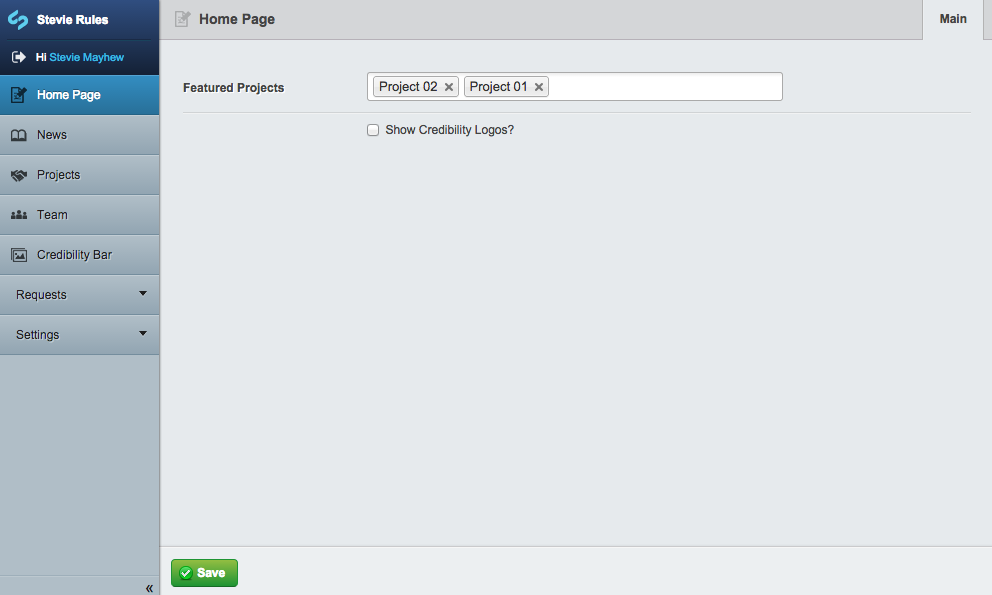 Stevie Rules
Hi Stevie Mayhew
Home Page
News
Projects
Team
Credibility Bar
Requests
Settings
«
Home Page
Main
Featured Projects
Project 02 × Project 01 ×
Show Credibility Logos?
Save